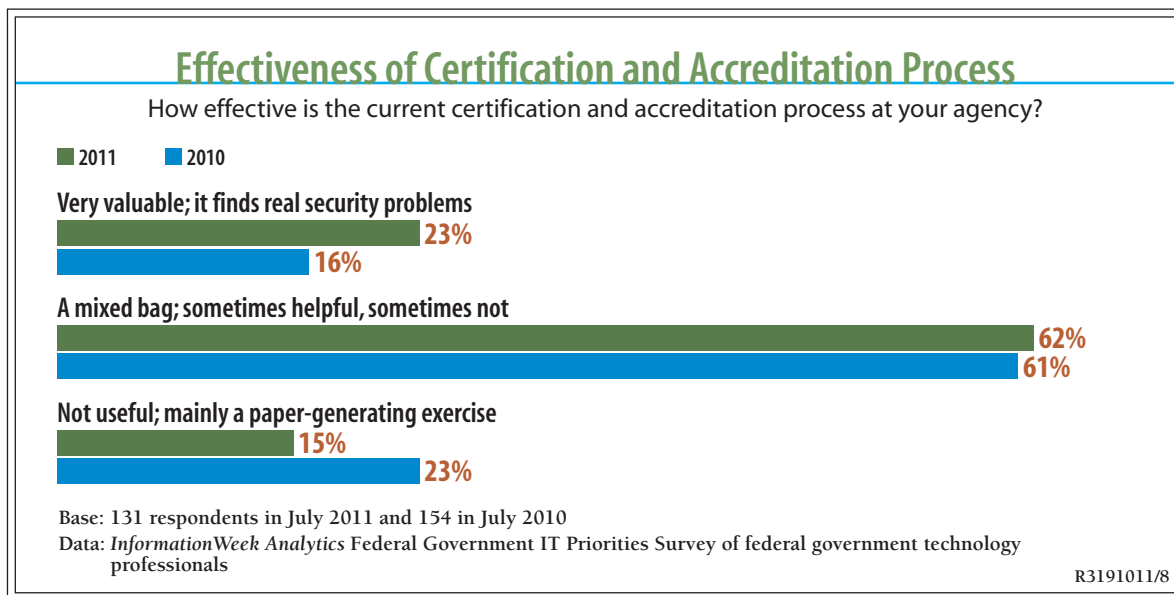 Effectiveness of Certification and Accreditation Process
How effective is the current certification and accreditation process at your agency?
2011 2010
Very valuable; it finds real security problems
23%
16%
A mixed bag; sometimes helpful, sometimes not
62%
61%
Not useful; mainly a paper-generating exercise
15%
23%
Base: 131 respondents in July 2011 and 154 in July 2010
Data: InformationWeek Analytics Federal Government IT Priorities Survey of federal government technology
professionals
R3191011/8